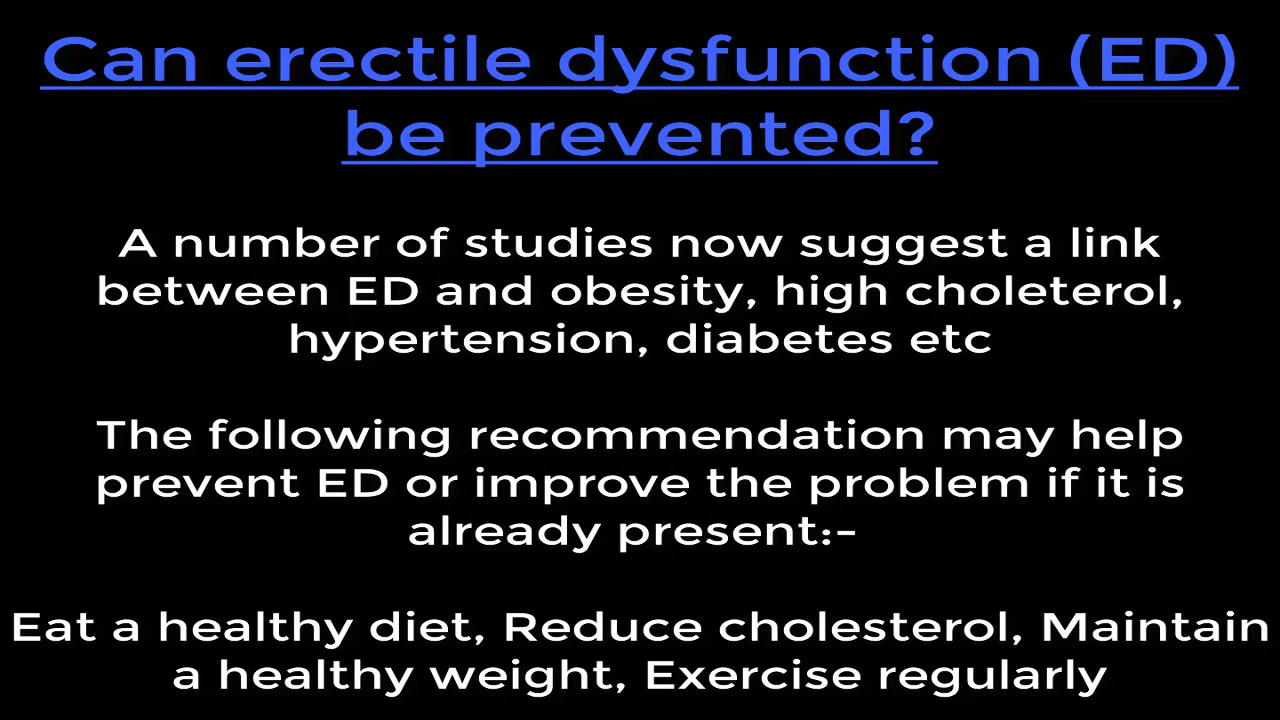 Can erectile dysfunction (ED)
be prevented?
A number of studies now suggest a link
between ED and obesity, high choleterol,
hypertension, diabetes etc
The following recommendation may help
prevent ED or improve the problem if it is
already present:-
Eat a healthy diet, Reduce cholesterol, Maintain
a healthy weight, Exercise regularly